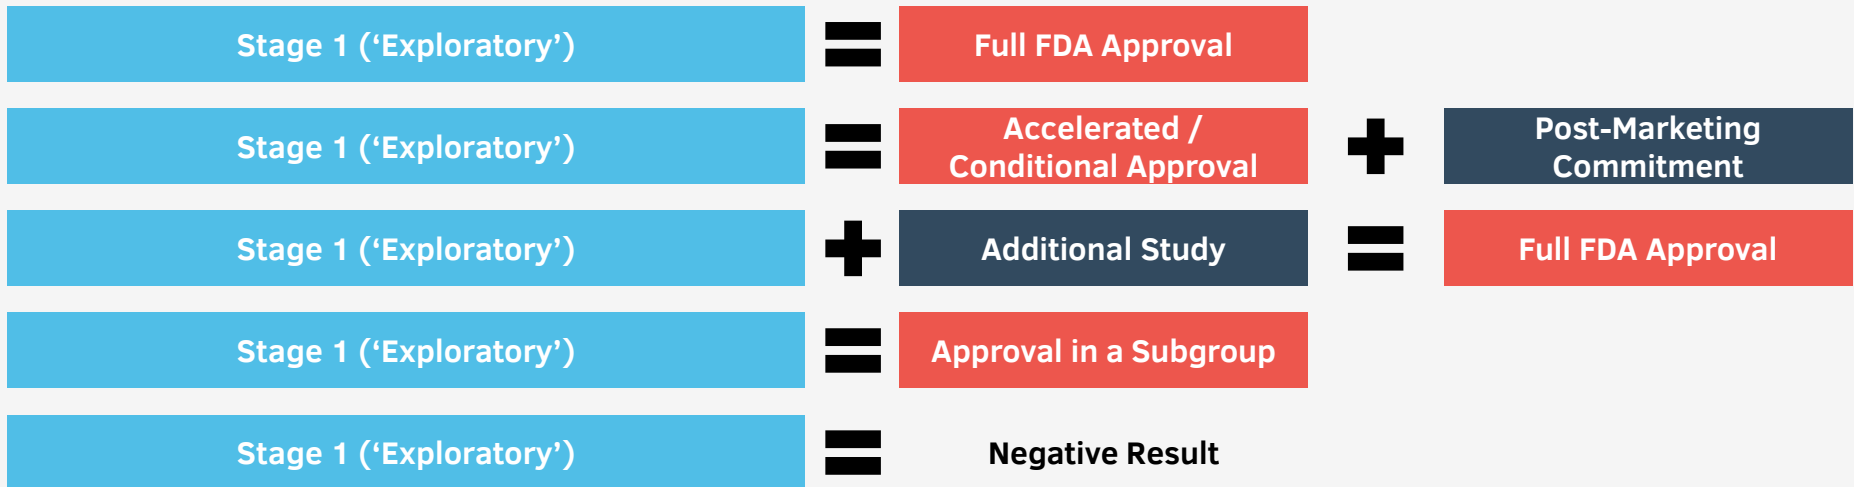 Stage 1 (‘Exploratory’)
Full FDA Approval
Stage 1 (‘Exploratory’)
Accelerated /
Conditional Approval
Post-Marketing
Commitment
Stage 1 (‘Exploratory’)
Additional Study
Full FDA Approval
Stage 1 (‘Exploratory’)
Approval in a Subgroup
Stage 1 (‘Exploratory’)
Negative Result